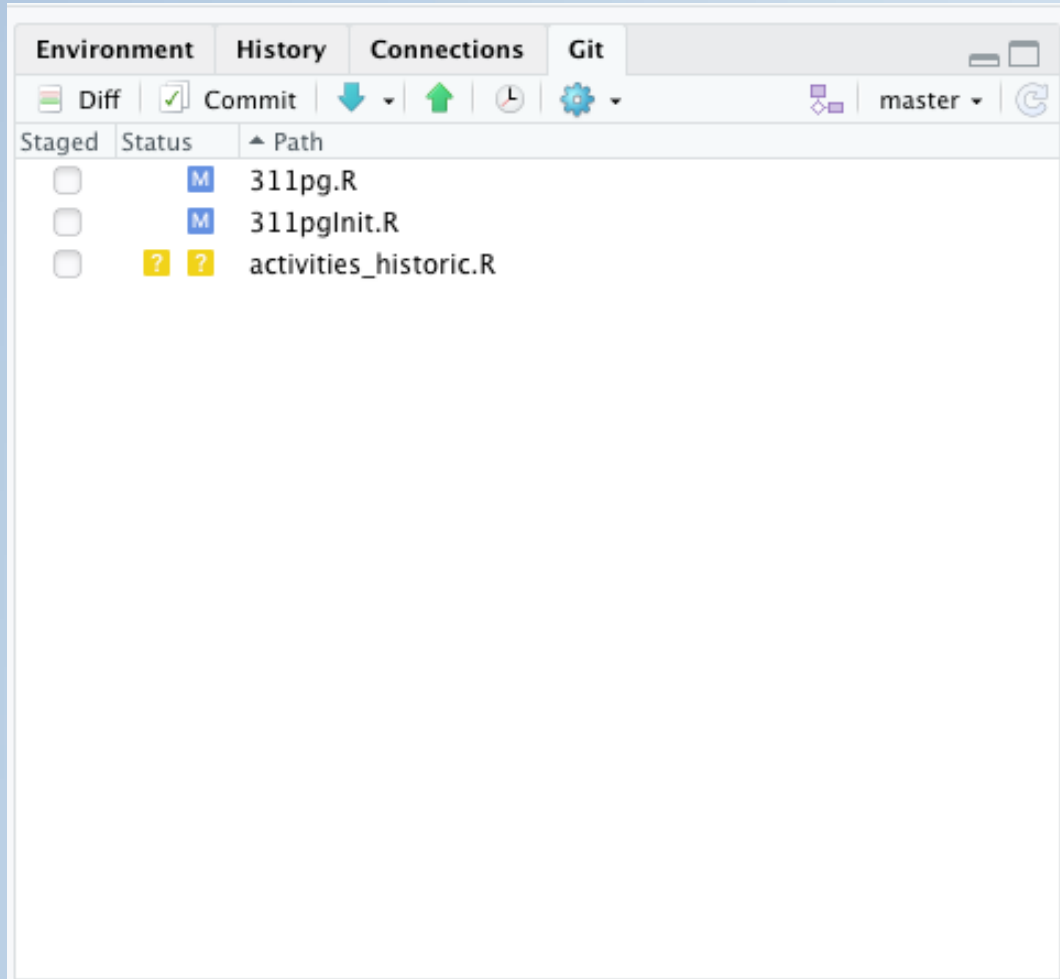 Environment History Connections Git
Diff Commit master
Staged Status Path
M 311pg.R
M 311pgInit.R
? ? activities_historic.R